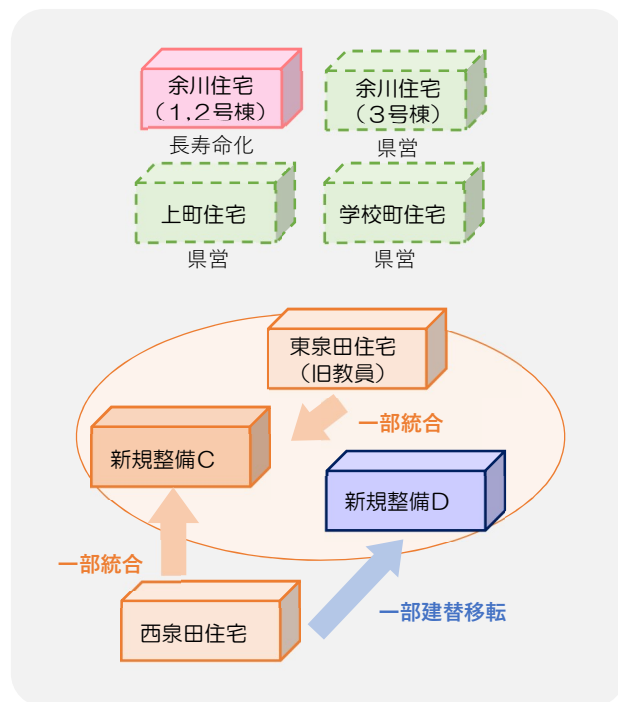 余川住宅
（１,２号棟）
長寿命化
余川住宅
（３号棟）
県営
上町住宅
県営
学校町住宅
県営
東泉田住宅
（旧教員）
一部統合
新規整備Ｃ
新規整備Ｄ
一部統合
西泉田住宅
一部建替移転